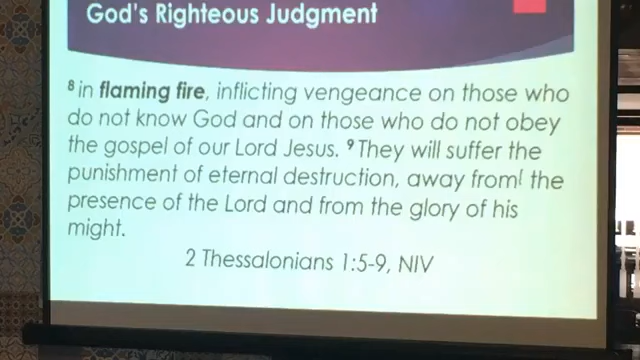 God's Righteous Judgment
⁸ in flaming fire, inflicting vengeance on those who
do not know God and on those who do not obey
the gospel of our Lord Jesus. ⁹ They will suffer the
punishment of eternal destruction, away from[ the
presence of the Lord and from the glory of his
might.
2 Thessalonians 1:5-9, NIV